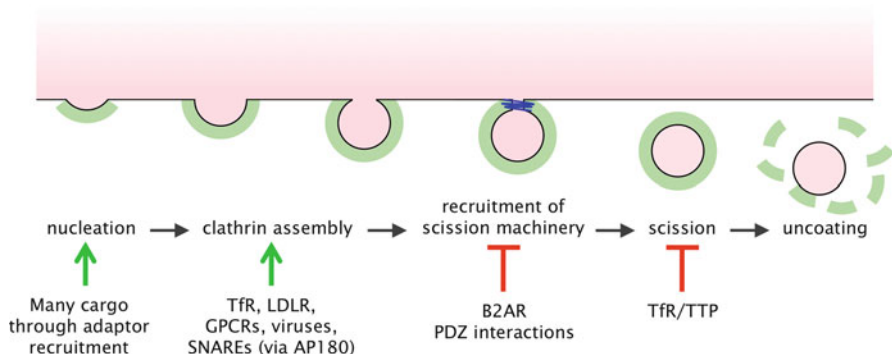 nucleation
clathrin assembly
recruitment of
scission machinery
scission
uncoating
Many cargo
through adaptor
recruitment
TfR, LDLR,
GPCRs, viruses,
SNAREs (via AP180)
B2AR
PDZ interactions
TfR/TTP